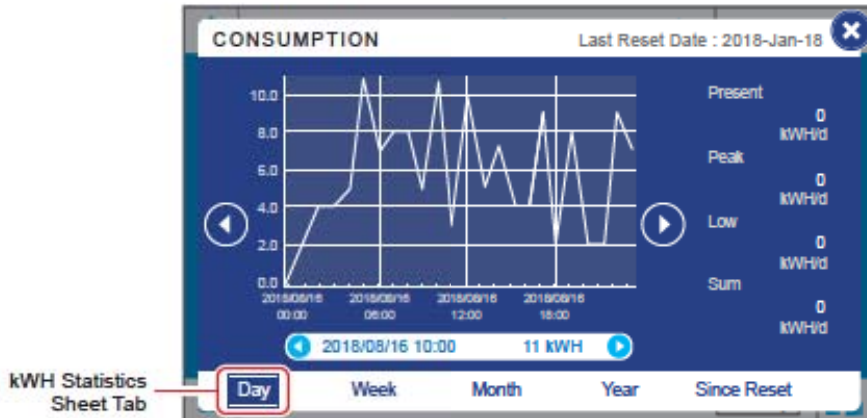 CONSUMPTION
Last Reset Date : 2018-Jan-18
10.0
8.0
6.0
4.0
2.0
0.0
2018/08/16 2018/08/16 2018/08/16 2018/08/16
00:00 06:00 12:00 18:00
2018/08/16 10:00 11 kWH
Present
0
kWH/d
Peak
0
kWH/d
Low
0
kWH/d
Sum
0
kWH/d
Day Week Month Year Since Reset
kWH Statistics
Sheet Tab